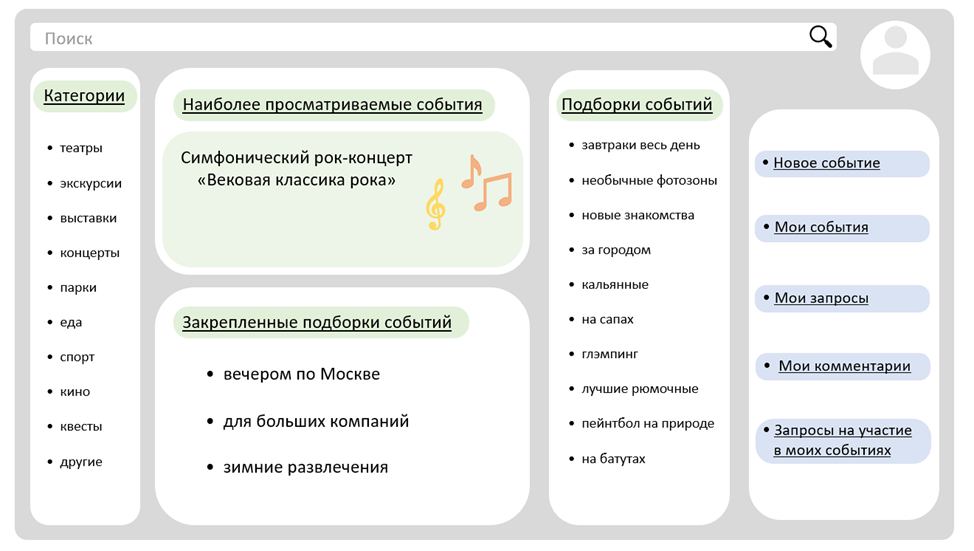 Поиск
Категории
• театры
• экскурсии
• выставки
• концерты
• парки
• еда
• спорт
• кино
• квесты
• другие
Наиболее просматриваемые события
Симфонический рок-концерт
«Вековая классика рока»
Закрепленные подборки событий
• вечером по Москве
• для больших компаний
• зимние развлечения
Подборки событий
• завтраки весь день
• необычные фотозоны
• новые знакомства
• за городом
• кальянные
• на сапах
• глэмпинг
• лучшие рюмочные
• пейнтбол на природе
• на батутах
• Новое событие
• Мои события
• Мои запросы
• Мои комментарии
• Запросы на участие
в моих событиях